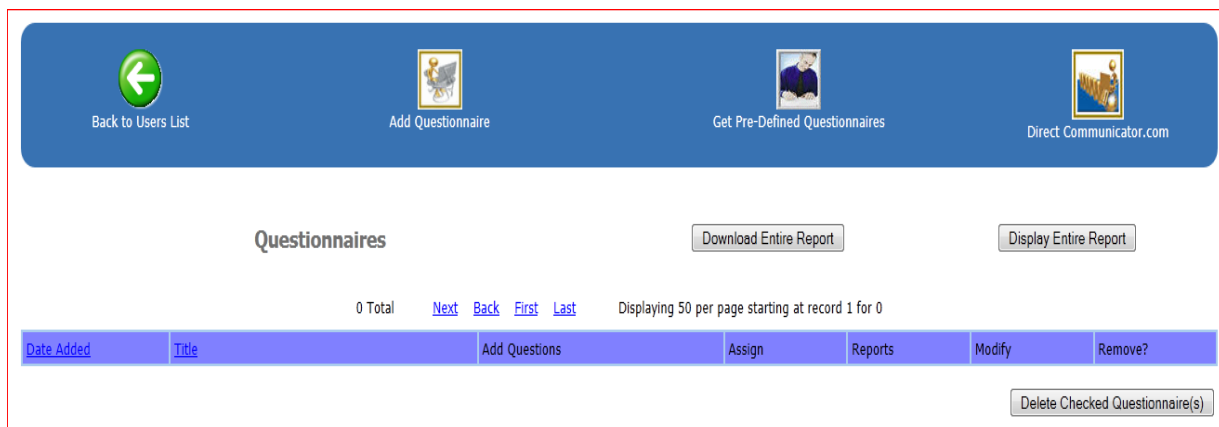 Back to Users List
Add Questionnaire
Get Pre-Defined Questionnaires
Direct Communicator.com
Questionnaires
Download Entire Report
Display Entire Report
0 Total Next Back First Last Displaying 50 per page starting at record 1 for 0
Date Added Title Add Questions Assign Reports Modify Remove?
Delete Checked Questionnaire(s)